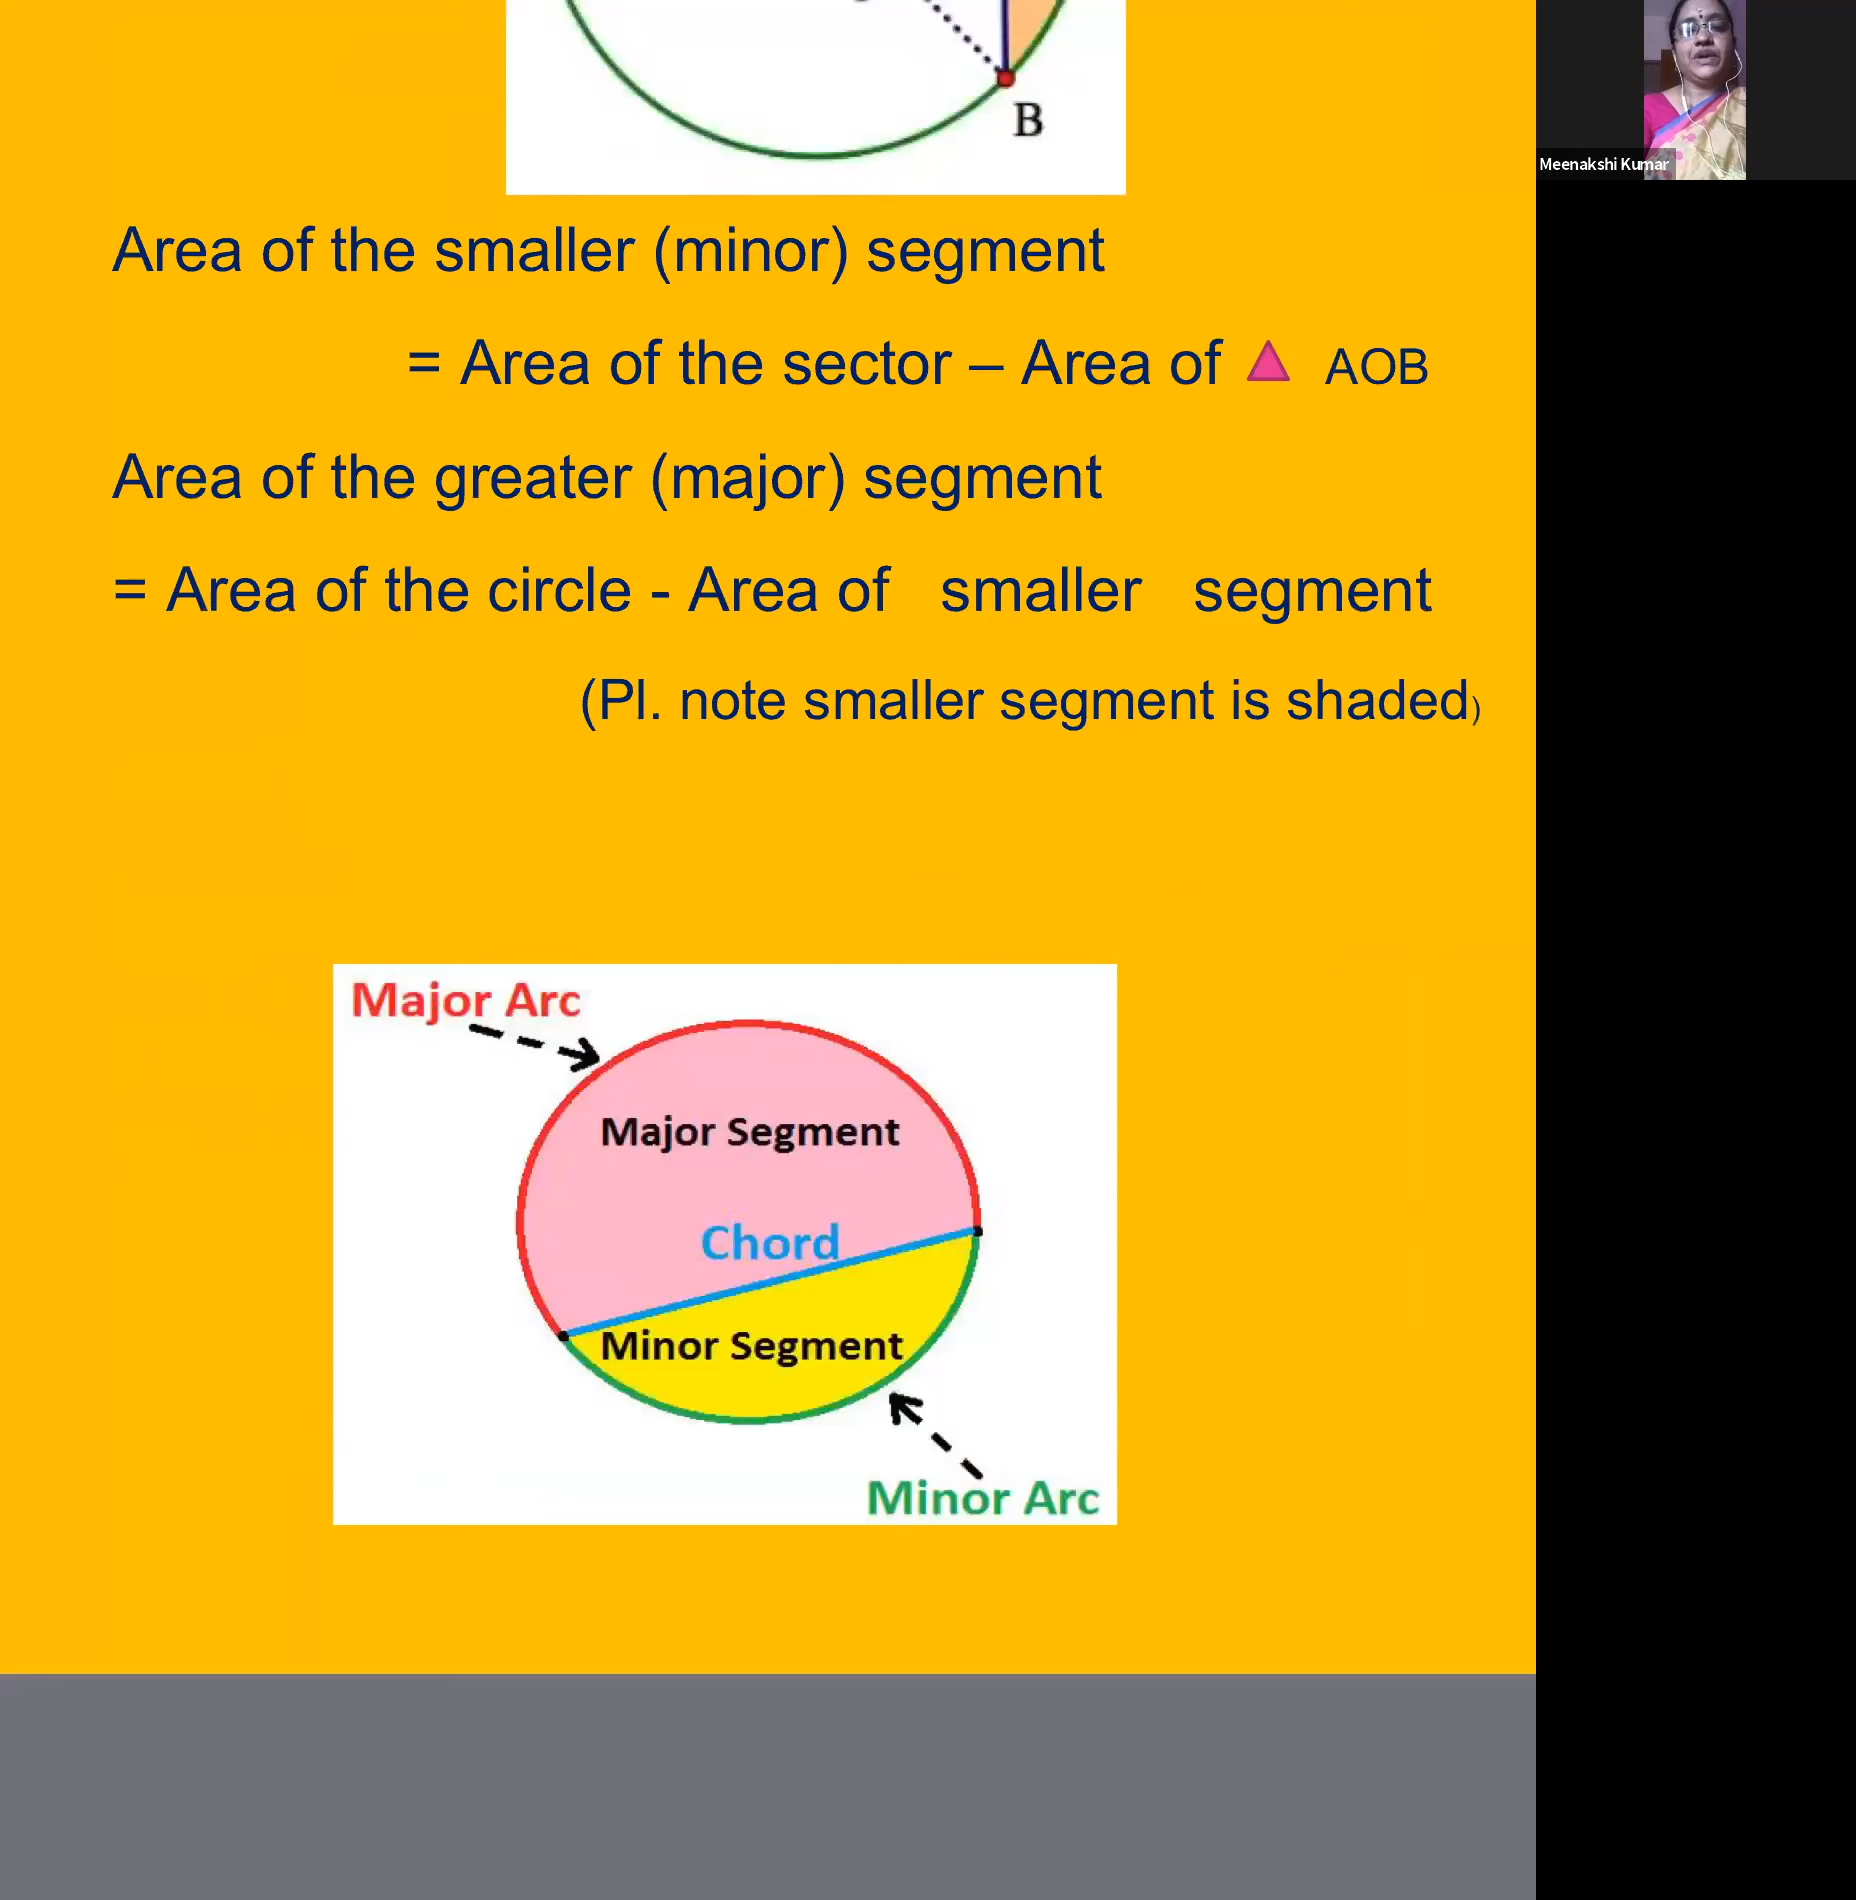 B
Meenakshi Kumar
Area of the smaller (minor) segment
= Area of the sector – Area of AOB
Area of the greater (major) segment
= Area of the circle - Area of smaller segment
(Pl. note smaller segment is shaded)
Major Arc
Major Segment
Chord
Minor Segment
Minor Arc